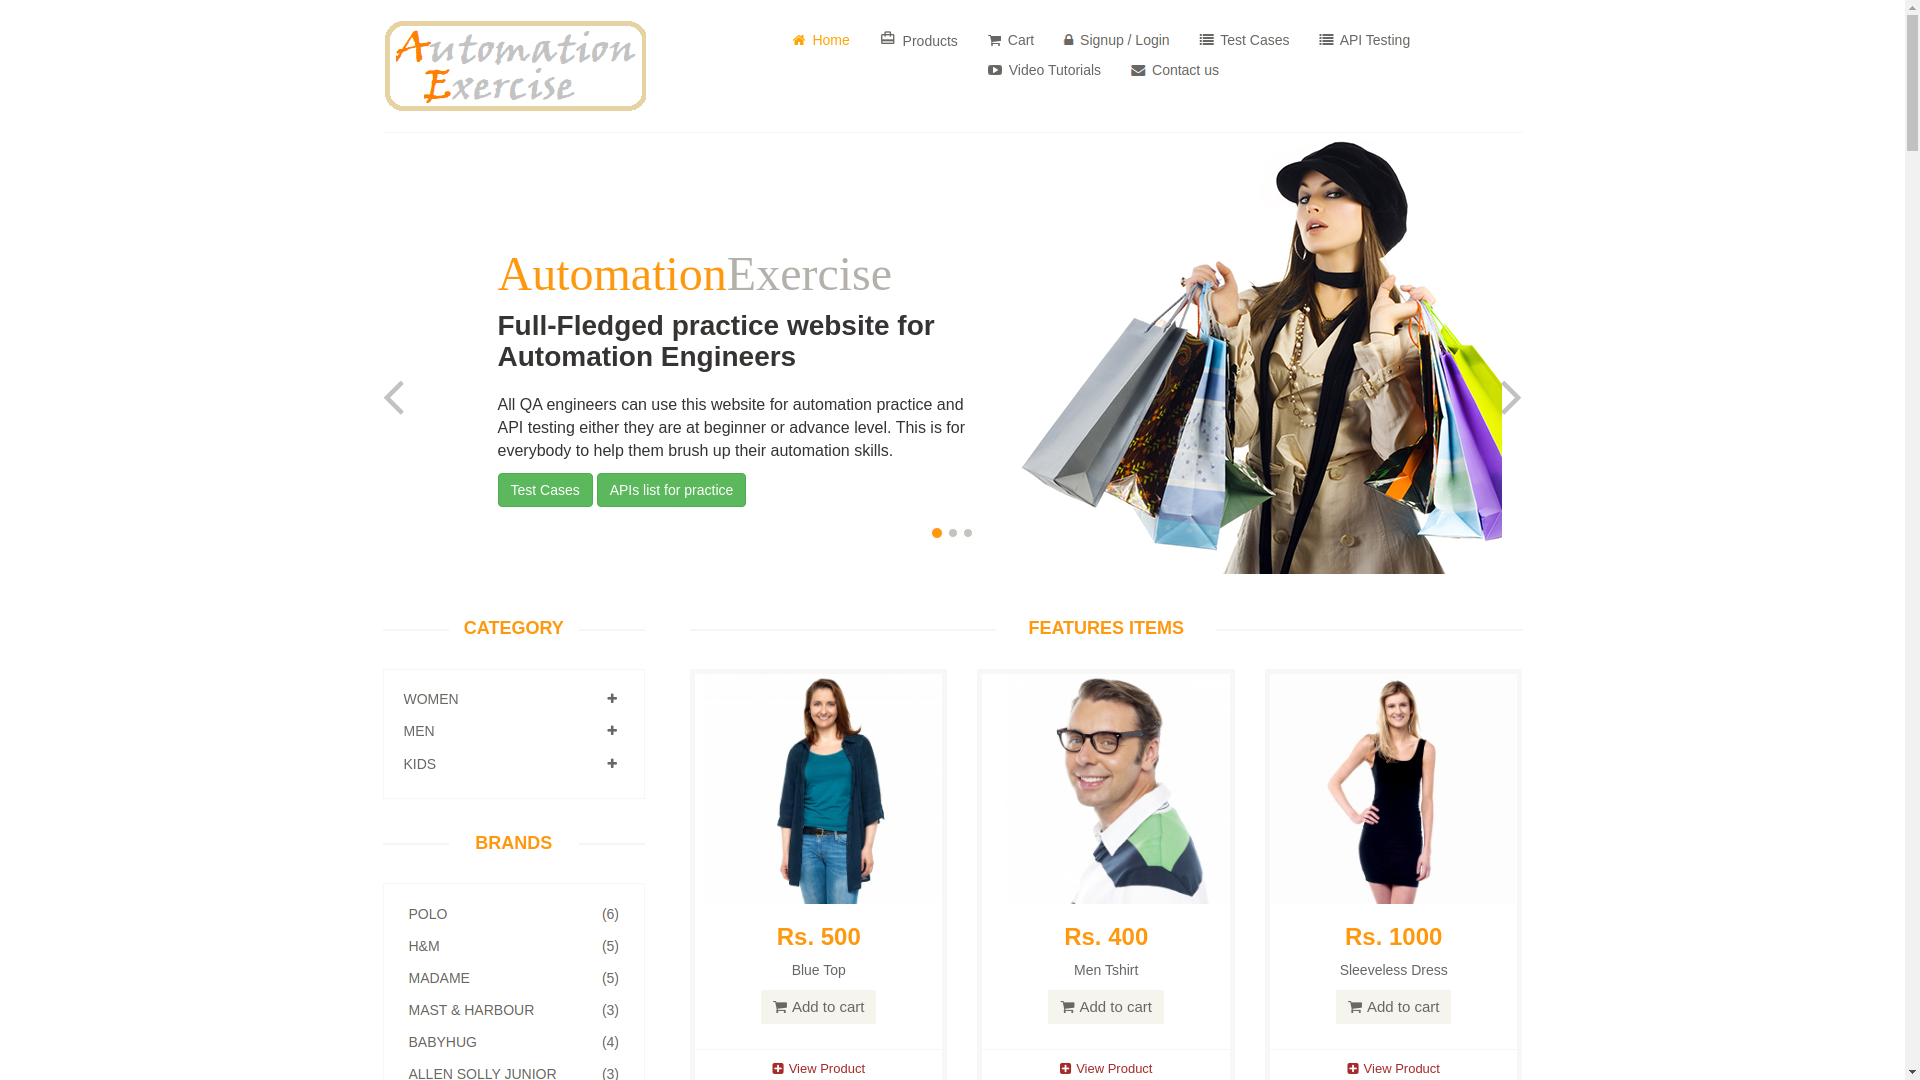 Automation
Exercise
Home
Products
Cart
Signup / Login
Test Cases
API Testing
Video Tutorials
Contact us
AutomationExercise
Full-Fledged practice website for
Automation Engineers
All QA engineers can use this website for automation practice and
API testing either they are at beginner or advance level. This is for
everybody to help them brush up their automation skills.
Test Cases
APIs list for practice
CATEGORY
WOMEN
MEN
KIDS
BRANDS
POLO (6)
H&M (5)
MADAME (5)
MAST & HARBOUR (3)
BABYHUG (4)
ALLEN SOLLY JUNIOR (3)
FEATURES ITEMS
Rs. 500
Blue Top
Add to cart
View Product
Rs. 400
Men Tshirt
Add to cart
View Product
Rs. 1000
Sleeveless Dress
Add to cart
View Product